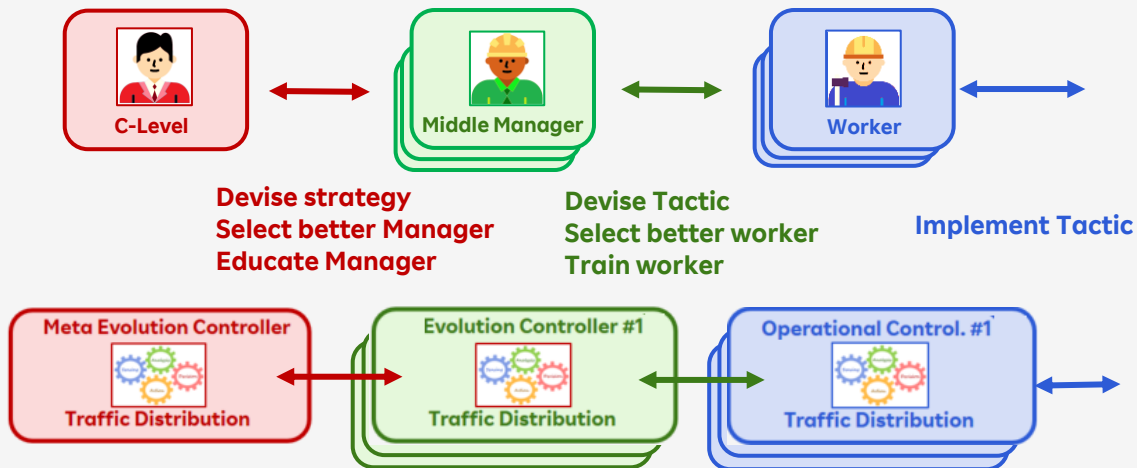 C-Level
Middle Manager
Worker
Devise strategy
Select better Manager
Educate Manager
Devise Tactic
Select better worker
Train worker
Implement Tactic
Meta Evolution Controller
Traffic Distribution
Evolution Controller #1
Traffic Distribution
Operational Control. #1
Traffic Distribution